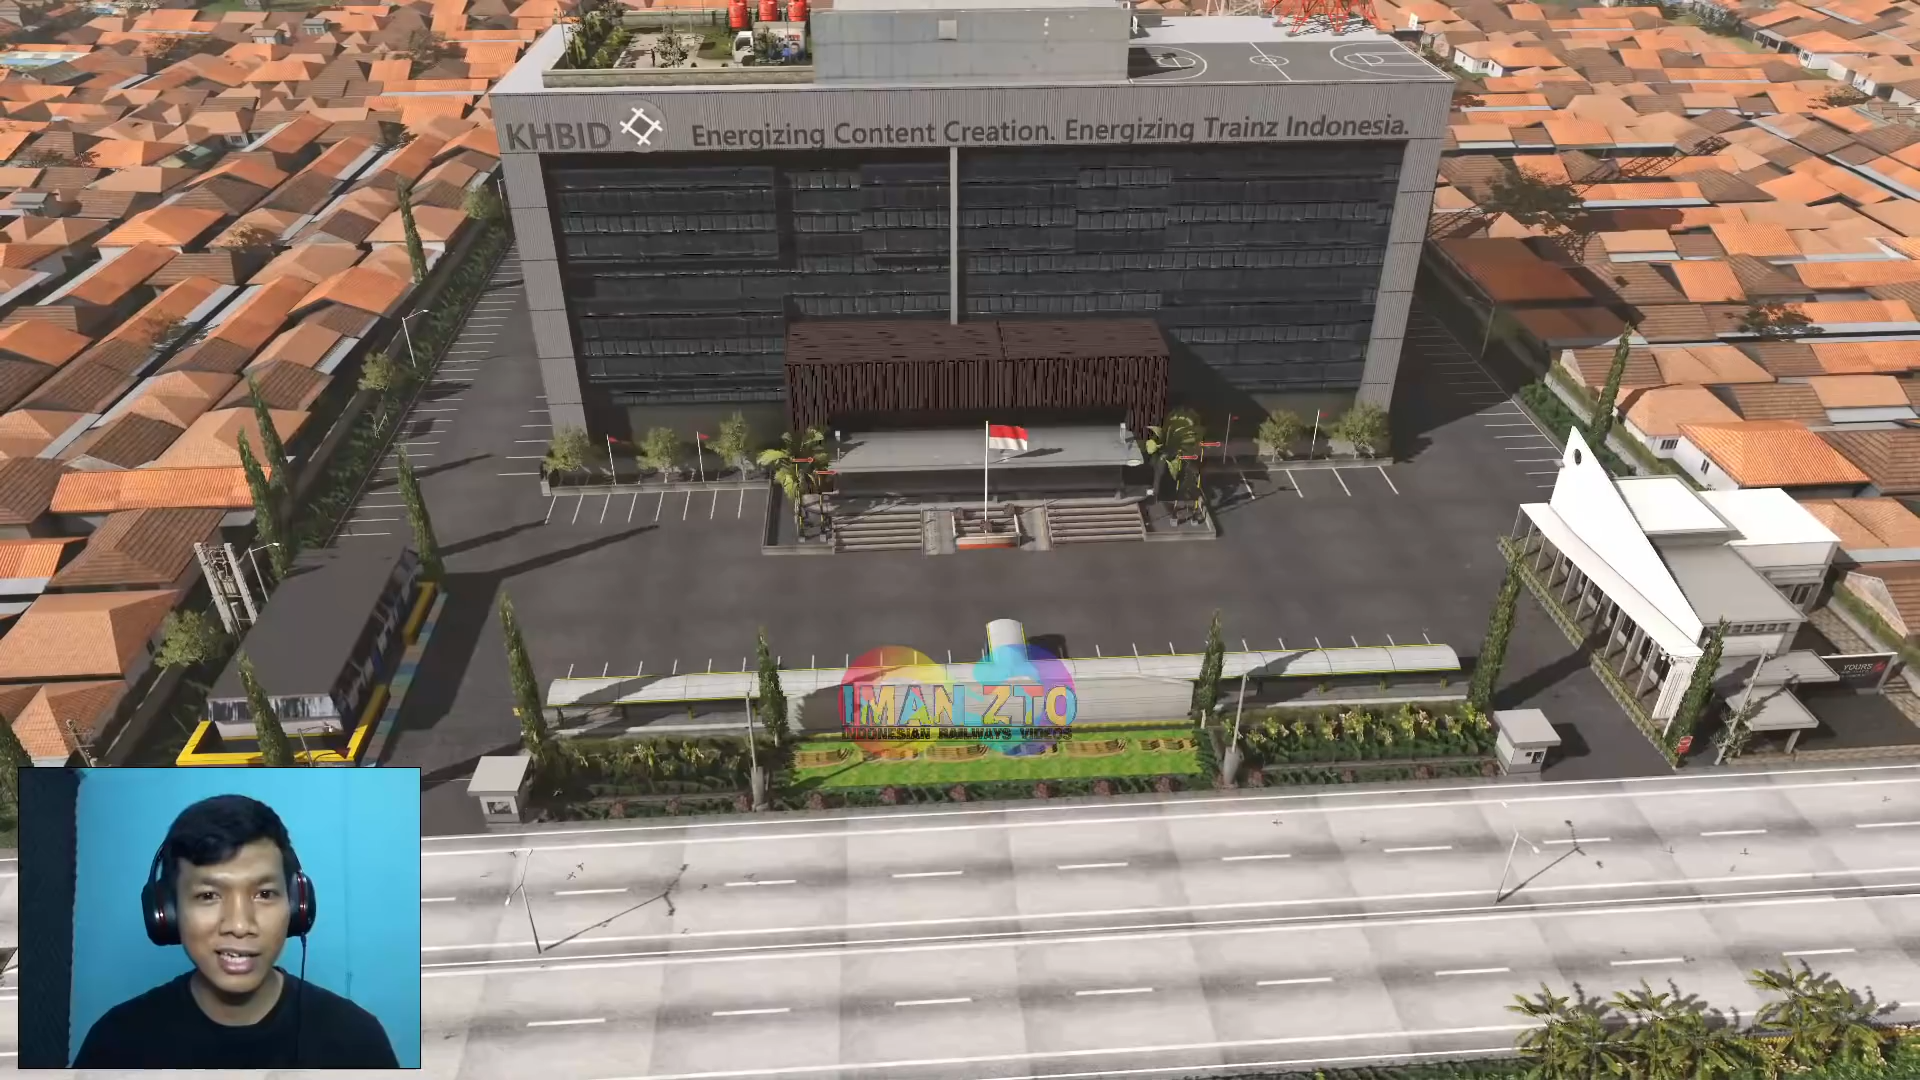 KHBID Energizing Content Creation. Energizing Trainz Indonesia.
YOURS
IMAN ZTO
INDONESIAN RAILWAYS VIDEOS